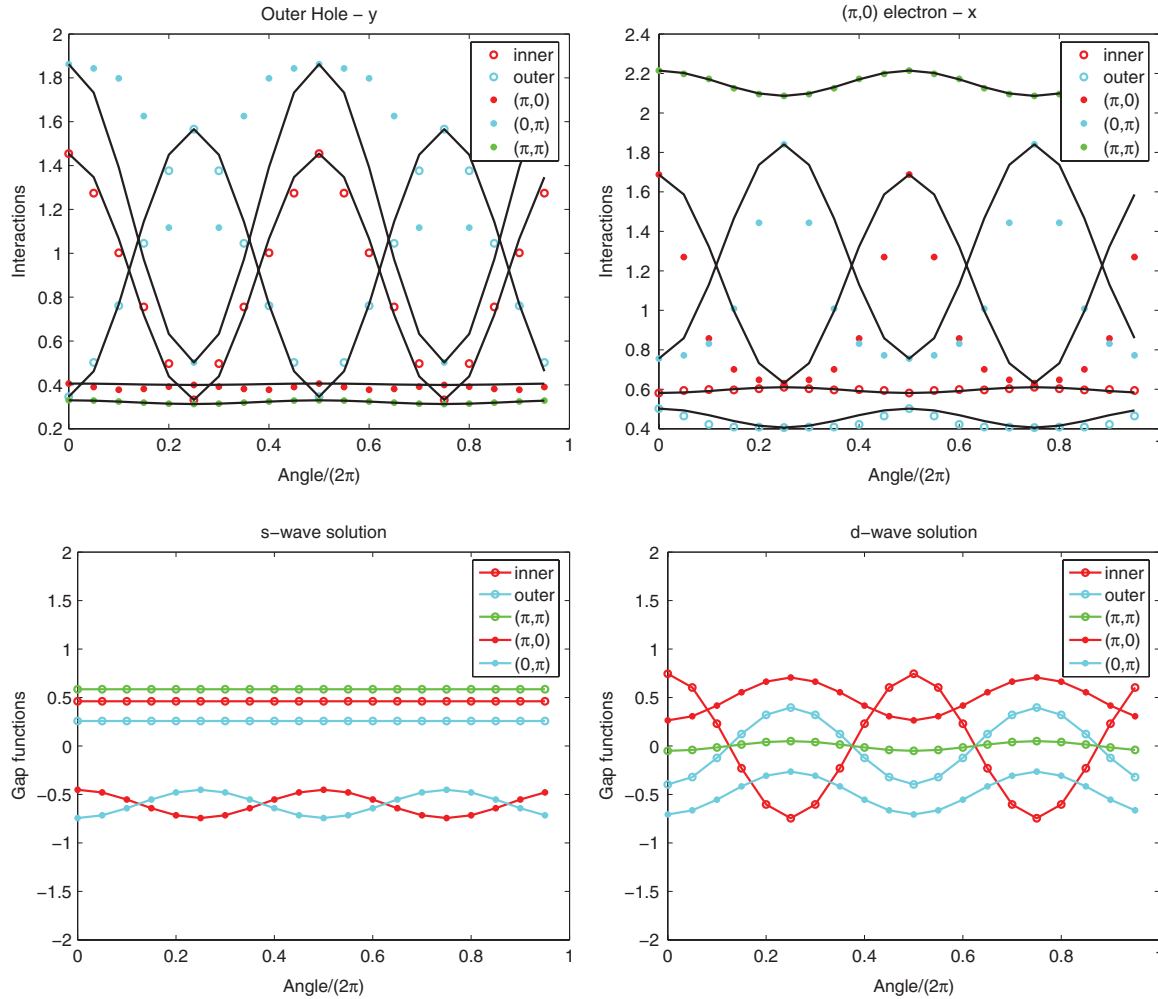 Outer Hole − y
Interactions
2
1.8
1.6
1.4
1.2
1
0.8
0.6
0.4
0.2
0
0.2
0.4
0.6
0.8
1
Angle/(2π)
inner
outer
(π,0)
(0,π)
(π,π)
(π,0) electron − x
Interactions
2.4
2.2
2
1.8
1.6
1.4
1.2
1
0.8
0.6
0.4
0
0.2
0.4
0.6
0.8
1
Angle/(2π)
inner
outer
(π,0)
(0,π)
(π,π)
s−wave solution
Gap functions
2
1.5
1
0.5
0
−0.5
−1
−1.5
−2
0
0.2
0.4
0.6
0.8
1
Angle/(2π)
inner
outer
(π,π)
(π,0)
(0,π)
d−wave solution
Gap functions
2
1.5
1
0.5
0
−0.5
−1
−1.5
−2
0
0.2
0.4
0.6
0.8
1
Angle/(2π)
inner
outer
(π,π)
(π,0)
(0,π)